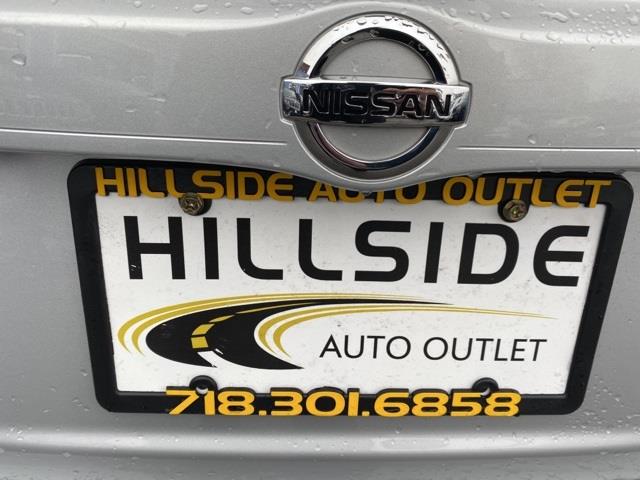 NISSAN
HILLSIDE AUTO OUTLET
HILLSIDE
AUTO OUTLET
718.301.6858